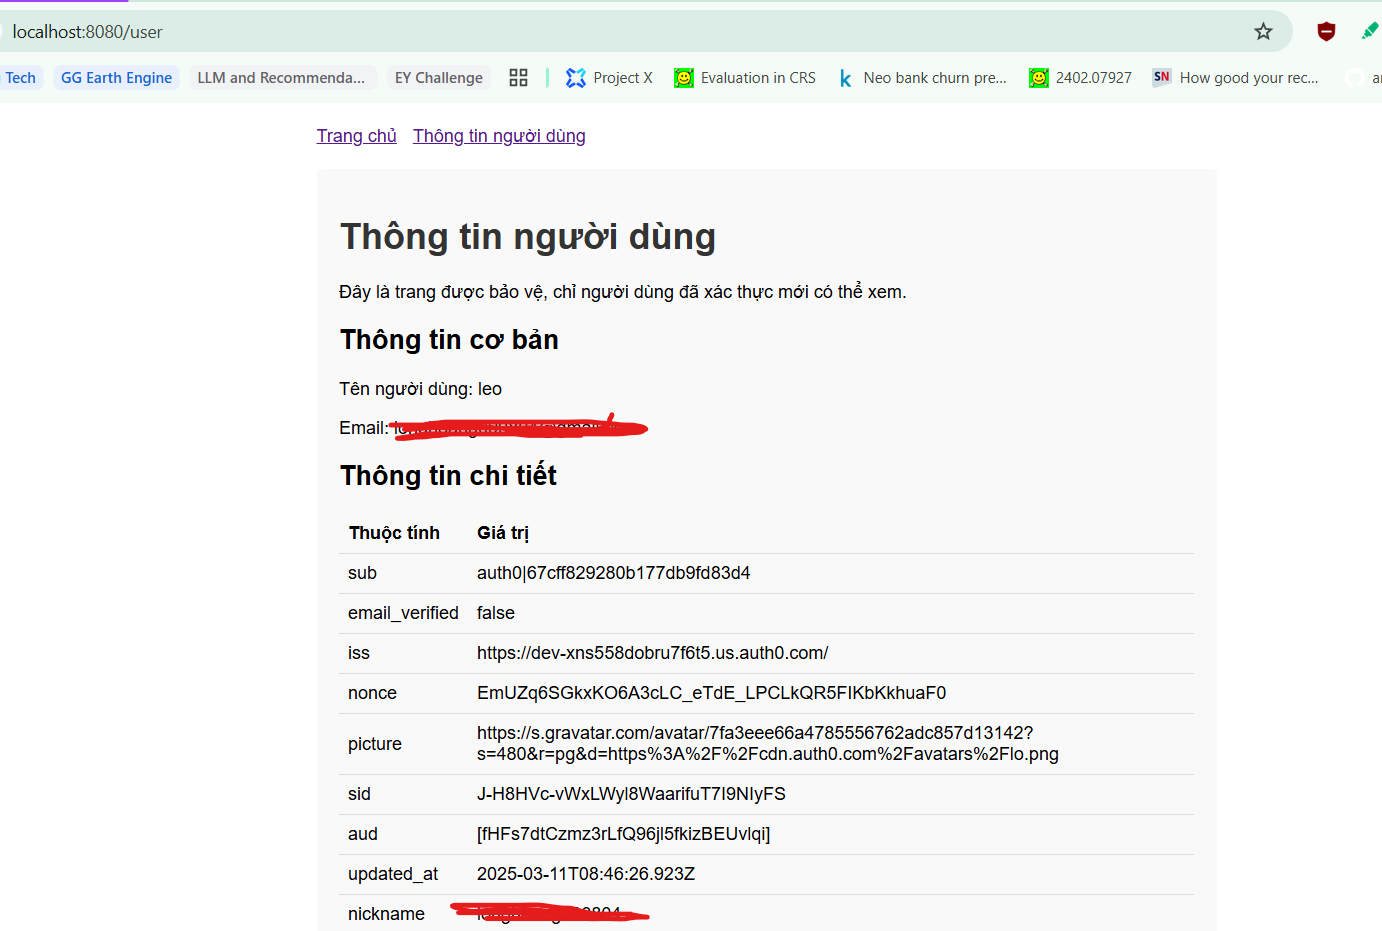 localhost:8080/user
Tech GG Earth Engine LLM and Recommenda... EY Challenge Project X Evaluation in CRS Neo bank churn pre... 2402.07927 SN How good your rec...
Trang chủ Thông tin người dùng
Thông tin người dùng
Đây là trang được bảo vệ, chỉ người dùng đã xác thực mới có thể xem.
Thông tin cơ bản
Tên người dùng: leo
Email:
Thông tin chi tiết
Thuộc tính Giá trị
sub auth0|67cff829280b177db9fd83d4
email_verified false
iss https://dev-xns558dobru7f6t5.us.auth0.com/
nonce EmUZq6SGkxKO6A3cLC_eTdE_LPCLkQR5FIKbKkhuaF0
picture https://s.gravatar.com/avatar/7fa3eee66a4785556762adc857d13142?
s=480&r=pg&d=https%3A%2F%2Fcdn.auth0.com%2Favatars%2Flo.png
sid J-H8HVc-vWxLWyl8WaarifuT7I9NIyFS
aud [fHFs7dtCzmz3rLfQ96jl5fkizBEUvlqi]
updated_at 2025-03-11T08:46:26.923Z
nickname